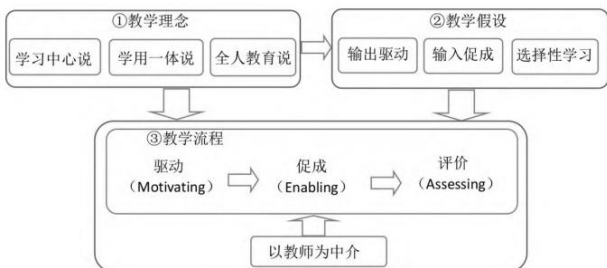 ①教学理念
学习中心说 学用一体说 全人教育说
②教学假设
输出驱动 输入促成 选择性学习
③教学流程
驱动 促成 评价
（Motivating） （Enabling） （Assessing）
以教师为中介